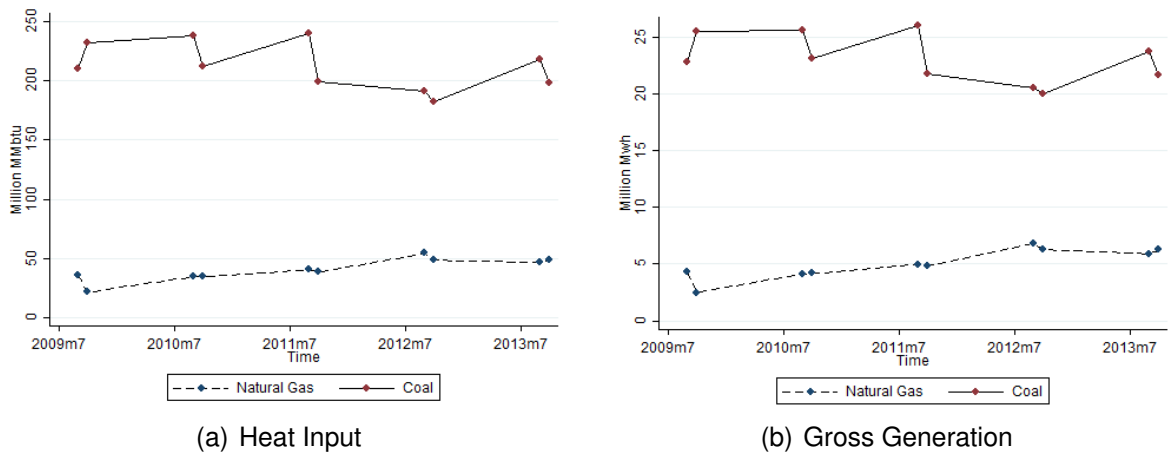 Million MMbtu
250
200
150
100
50
0
2009m7 2010m7 2011m7 2012m7 2013m7
Time
Natural Gas Coal
(a) Heat Input
Million Mwh
25
20
15
10
5
0
2009m7 2010m7 2011m7 2012m7 2013m7
Time
Natural Gas Coal
(b) Gross Generation